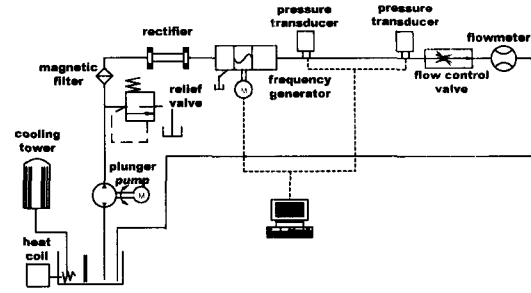 pressure
transducer
pressure
transducer
rectifier
flowmeter
magnetic
filter
relief
valve
frequency
generator
M
flow control
valve
cooling
tower
plunger
pump
M
heat
coil